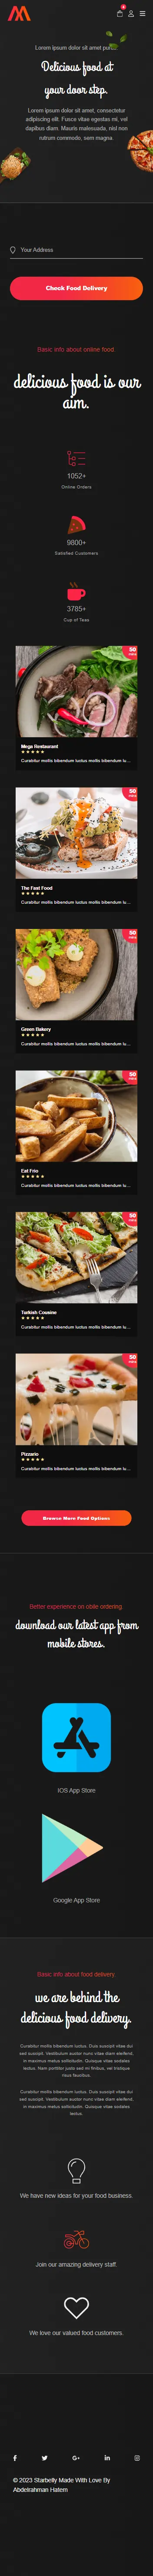 4
Lorem ipsum dolor sit amet purus
Delicious food at
your door step.
Lorem ipsum dolor sit amet, consectetur
adipiscing elit. Fusce vitae egestas mi, vel
dapibus diam. Mauris malesuada, nisl non
rutrum commodo, sem magna
Your Address
Check Food Delivery
Basic info about online food.
delicious food is our
aim.
1052+
Online Orders
9800+
Satisfied Customers
3785+
Cup of Teas
50
Mega Restaurant
Curabitur mollis bibendum luctus mollis bibendum lu...
50
The Fast Food
Curabitur mollis bibendum luctus mollis bibendum lu...
50
Green Bakery
Curabitur mollis bibendum luctus mollis bibendum lu...
50
Eat Frio
Curabitur mollis bibendum luctus mollis bibendum lu...
50
Turkish Cousine
Curabitur mollis bibendum luctus mollis bibendum lu...
50
Pizzario
Curabitur mollis bibendum luctus mollis bibendum lu...
Browse More Food Options
Better experience on obile ordering.
download our latest app from
mobile stores.
IOS App Store
Google App Store
Basic info about food delivery.
we are behind the
delicious food delivery.
Curabitur mollis bibendum luctus. Duis suscipit vitae dui
sed suscipit. Vestibulum auctor nunc vitae diam eleifend,
in maximus metus sollicitudin. Quisque vitae sodales
lectus. Nam porttitor justo sed mi finibus, vel tristique
risus faucibus.
Curabitur mollis bibendum luctus. Duis suscipit vitae dui
sed suscipit. Vestibulum auctor nunc vitae diam eleifend,
in maximus metus sollicitudin. Quisque vitae sodales
lectus.
We have new ideas for your food business.
Join our amazing delivery staff.
We love our valued food customers.
© 2023 Starbelly Made With Love By
Abdelrahman Hatem